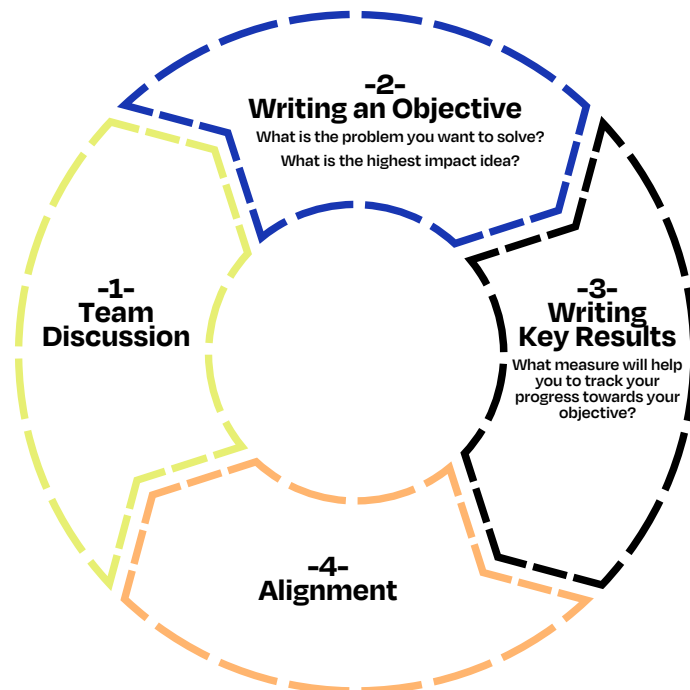 -1-
Team
Discussion
-2-
Writing an Objective
What is the problem you want to solve?
What is the highest impact idea?
-3-
Writing
Key Results
What measure will help
you to track your
progress towards your
objective?
-4-
Alignment